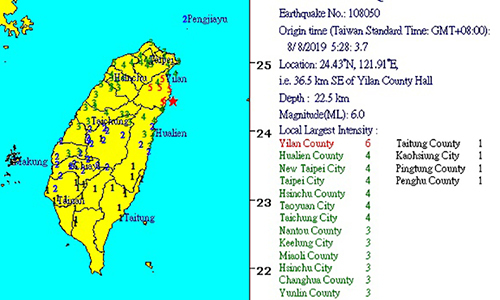 2 Pengjiayu
Taipei
Hsinchu
Yilan
Taichung
Hualien
Makung
Chiayi
Tainan
Taitung
25
24
23
22
Earthquake No.: 108050
Origin time (Taiwan Standard Time: GMT+08:00):
8/ 8/2019 5:28: 3.7
Location: 24.43°N, 121.91°E,
i.e. 36.5 km SE of Yilan County Hall
Depth : 22.5 km
Magnitude(ML): 6.0
Local Largest Intensity :
Yilan County 6 Taitung County 1
Hualien County 4 Kaohsiung City 1
New Taipei City 4 Pingtung County 1
Taipei City 4 Penghu County 1
Hsinchu County 4
Taoyuan City 4
Taichung City 4
Nantou County 3
Keelung City 3
Miaoli County 3
Hsinchu City 3
Changhua County 3
Yunlin County 3